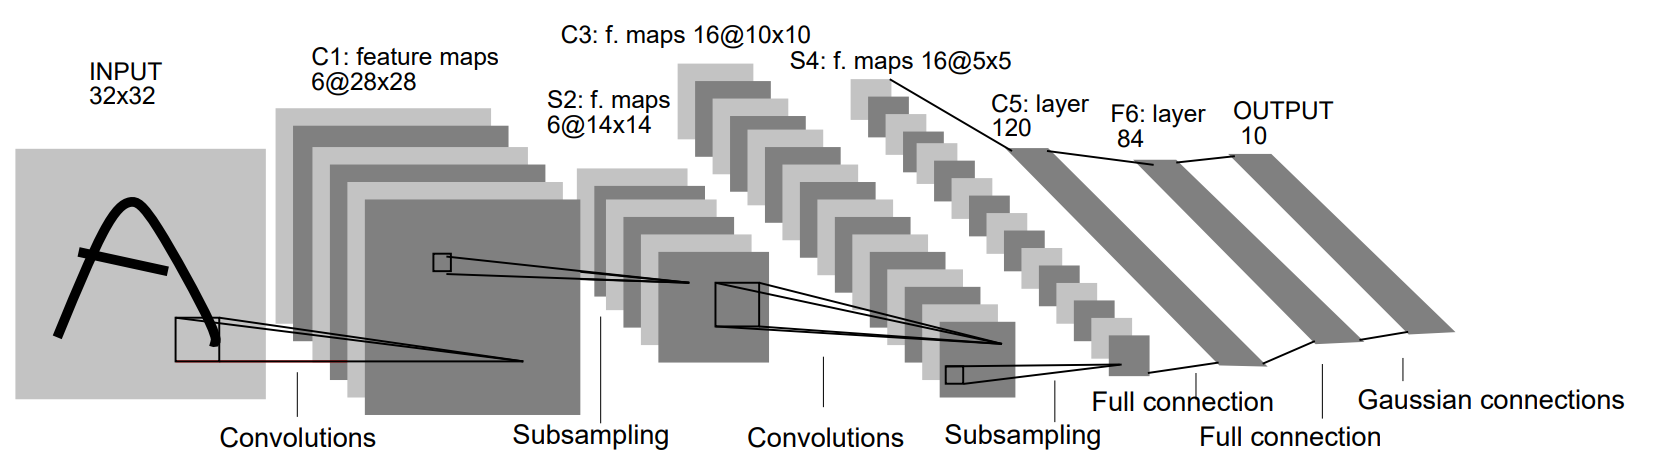 INPUT
32x32
C1: feature maps
6@28x28
S2: f. maps
6@14x14
C3: f. maps 16@10x10
S4: f. maps 16@5x5
C5: layer
120
F6: layer
84
OUTPUT
10
Convolutions
Subsampling
Convolutions
Subsampling
Full connection
Full connection
Gaussian connections
A